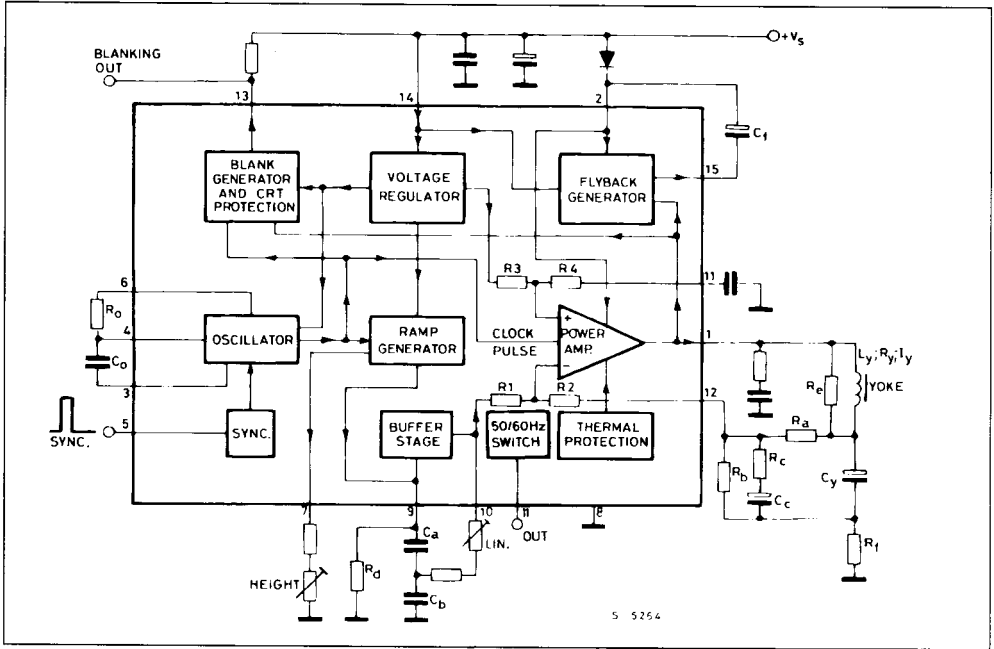 +Vs
BLANKING
OUT
13
14
2
C1
15
BLANK
GENERATOR
AND CRT
PROTECTION
VOLTAGE
REGULATOR
FLYBACK
GENERATOR
R3
R4
11
6
Ro
4
Co
3
OSCILLATOR
RAMP
GENERATOR
CLOCK
PULSE
+
POWER
AMP.
−
1
Ly;Ry;Iy
YOKE
Re
R1
R2
12
SYNC.
5
SYNC.
BUFFER
STAGE
50/60Hz
SWITCH
THERMAL
PROTECTION
Ra
Rb
Rc
Cc
Cy
R1
7
9
10
11
8
OUT
HEIGHT
Rd
Ca
Cb
LIN.
S 5264